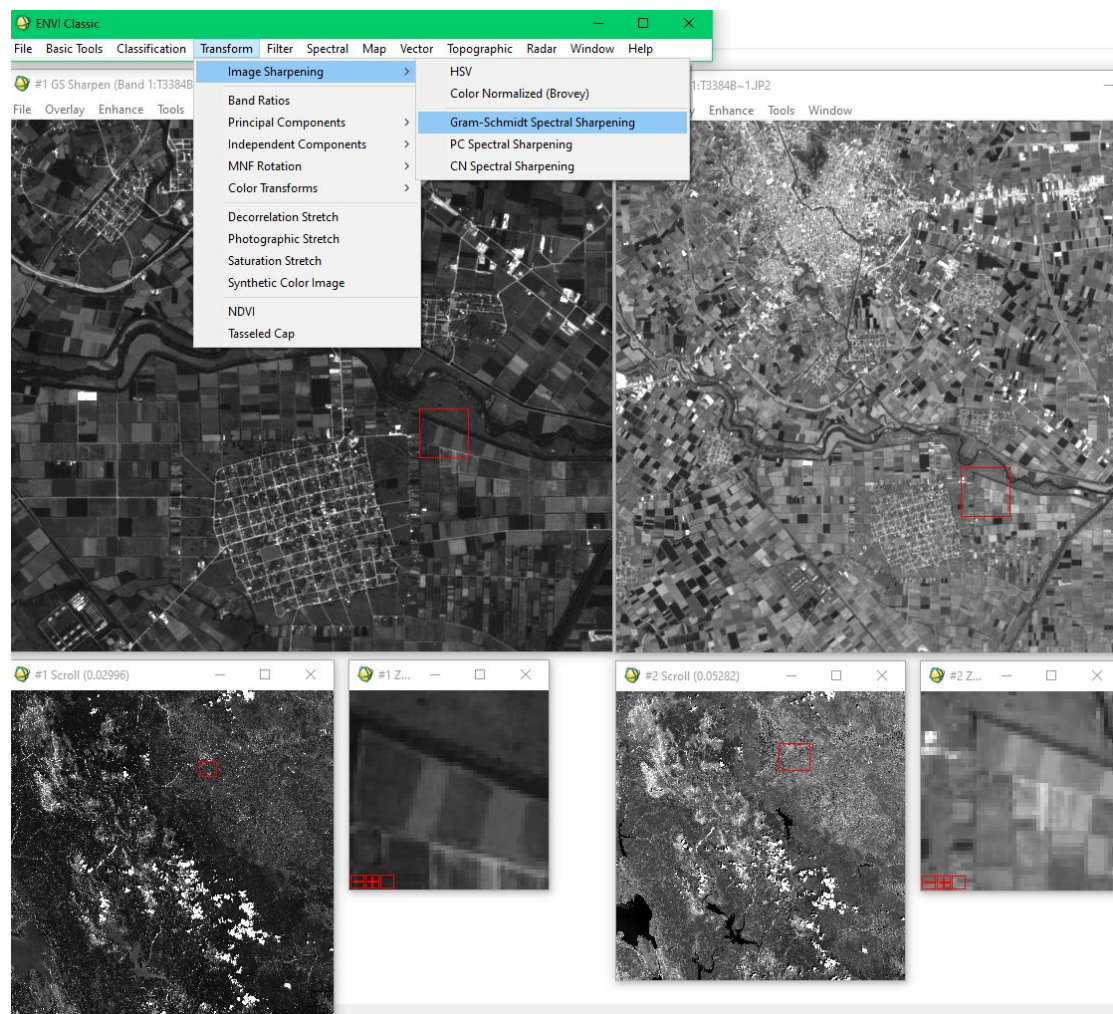 ENVI Classic
File Basic Tools Classification Transform Filter Spectral Map Vector Topographic Radar Window Help
#1 GS Sharpen (Band 1:T3384B
File Overlay Enhance Tools
Image Sharpening
Band Ratios
Principal Components
Independent Components
MNF Rotation
Color Transforms
Decorrelation Stretch
Photographic Stretch
Saturation Stretch
Synthetic Color Image
NDVI
Tasseled Cap
HSV
Color Normalized (Brovey)
Gram-Schmidt Spectral Sharpening
PC Spectral Sharpening
CN Spectral Sharpening
1:T3384B~1.JP2
Enhance Tools Window
#1 Scroll (0.02996)
#1 Z...
#2 Scroll (0.05282)
#2 Z...